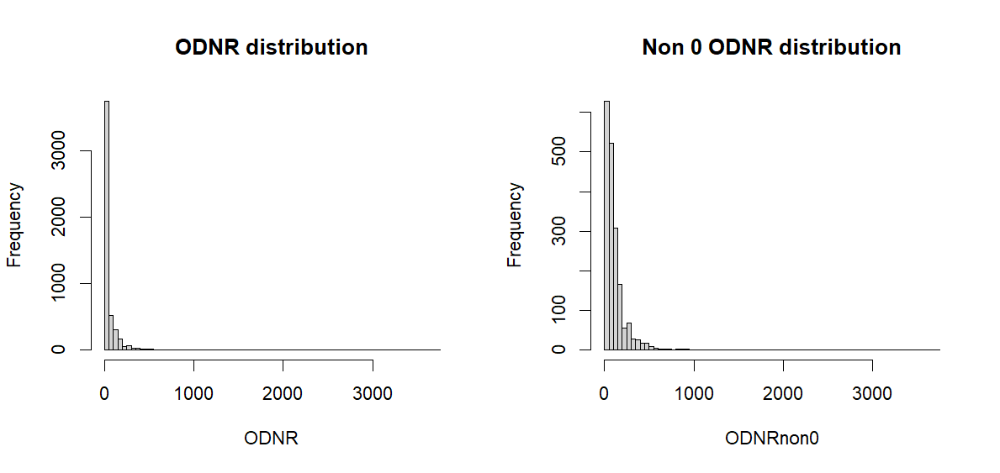 ODNR distribution
Frequency
3000
2000
1000
0
0 1000 2000 3000
ODNR
Non 0 ODNR distribution
Frequency
500
300
100
0
0 1000 2000 3000
ODNRnon0